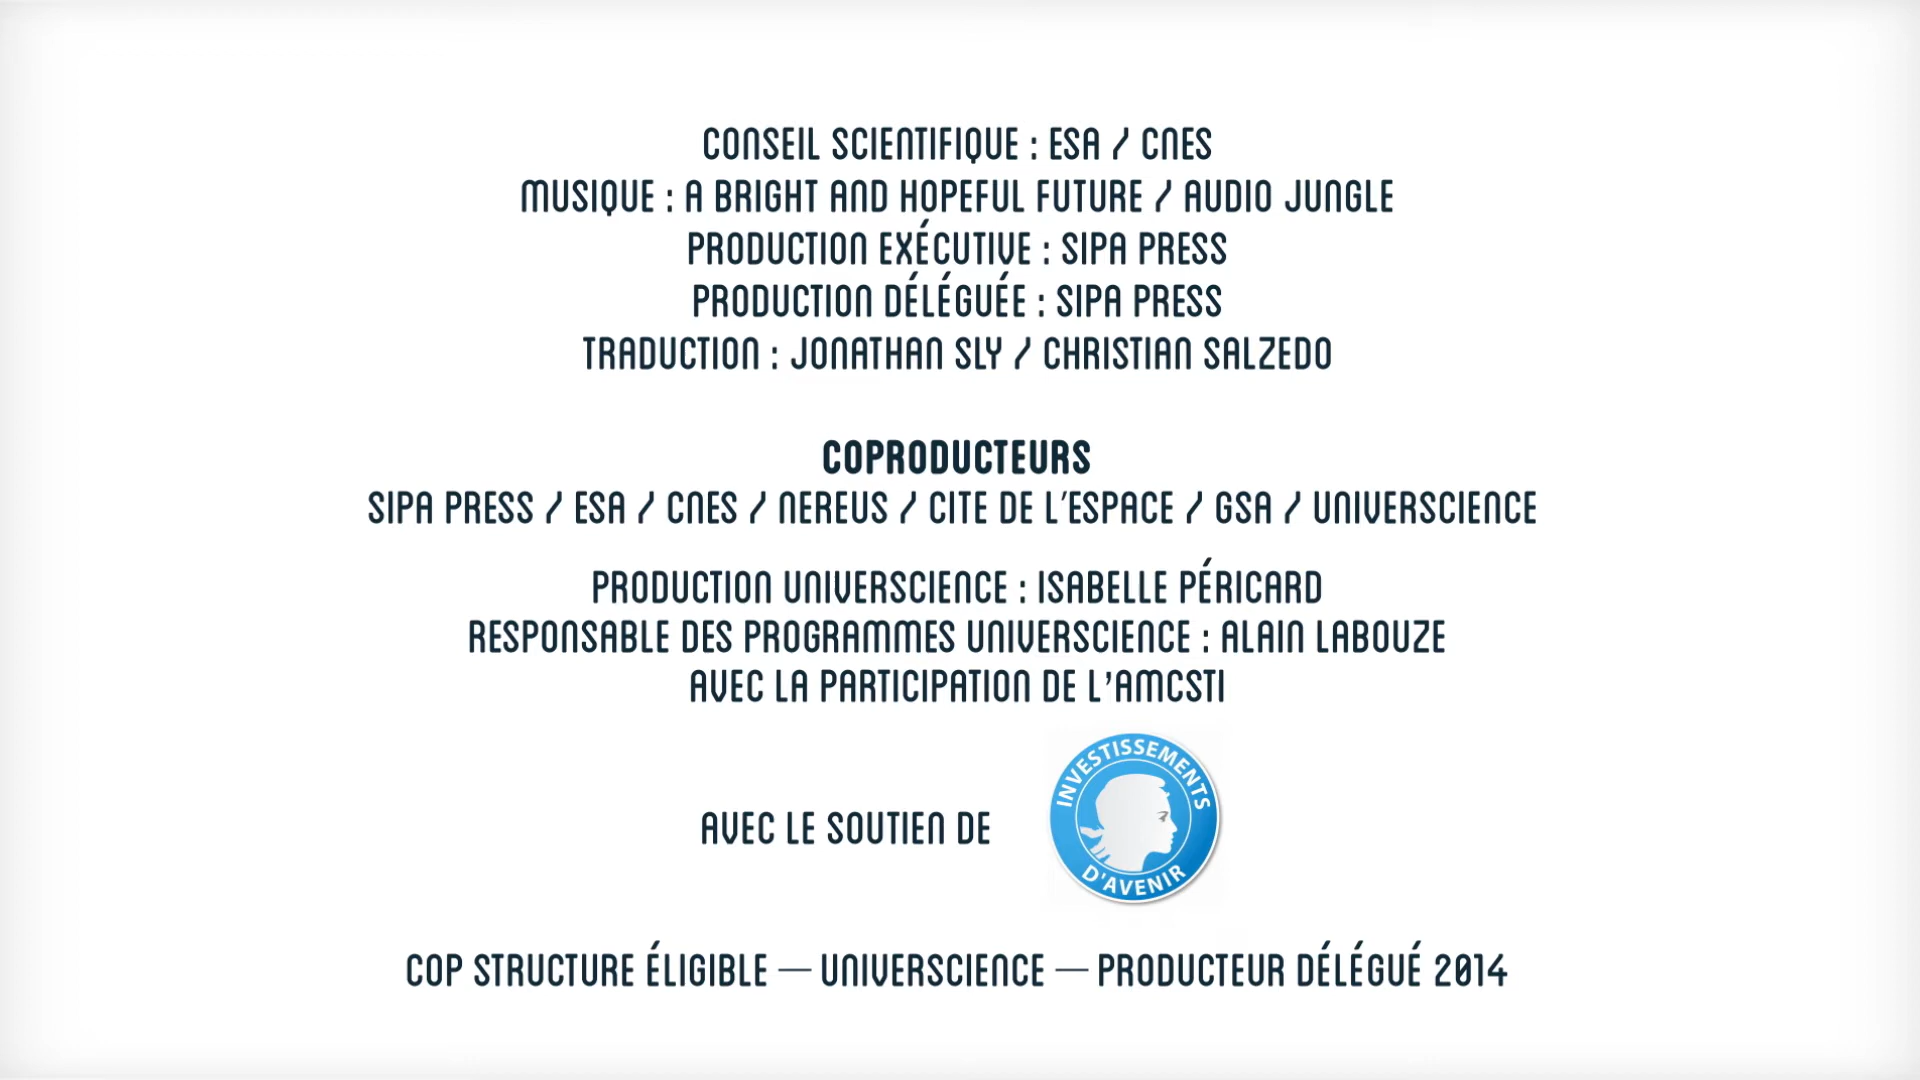 CONSEIL SCIENTIFIQUE : ESA / CNES
MUSIQUE : A BRIGHT AND HOPEFUL FUTURE / AUDIO JUNGLE
PRODUCTION EXÉCUTIVE : SIPA PRESS
PRODUCTION DÉLÉGUÉE : SIPA PRESS
TRADUCTION : JONATHAN SLY / CHRISTIAN SALZEDO
COPRODUCTEURS
SIPA PRESS / ESA / CNES / NEREUS / CITE DE L'ESPACE / GSA / UNIVERSCIENCE
PRODUCTION UNIVERSCIENCE : ISABELLE PÉRICARD
RESPONSABLE DES PROGRAMMES UNIVERSCIENCE : ALAIN LABOUZE
AVEC LA PARTICIPATION DE L'AMCSTI
AVEC LE SOUTIEN DE
INVESTISSEMENTS
D'AVENIR
COP STRUCTURE ÉLIGIBLE — UNIVERSCIENCE — PRODUCTEUR DÉLÉGUÉ 2014